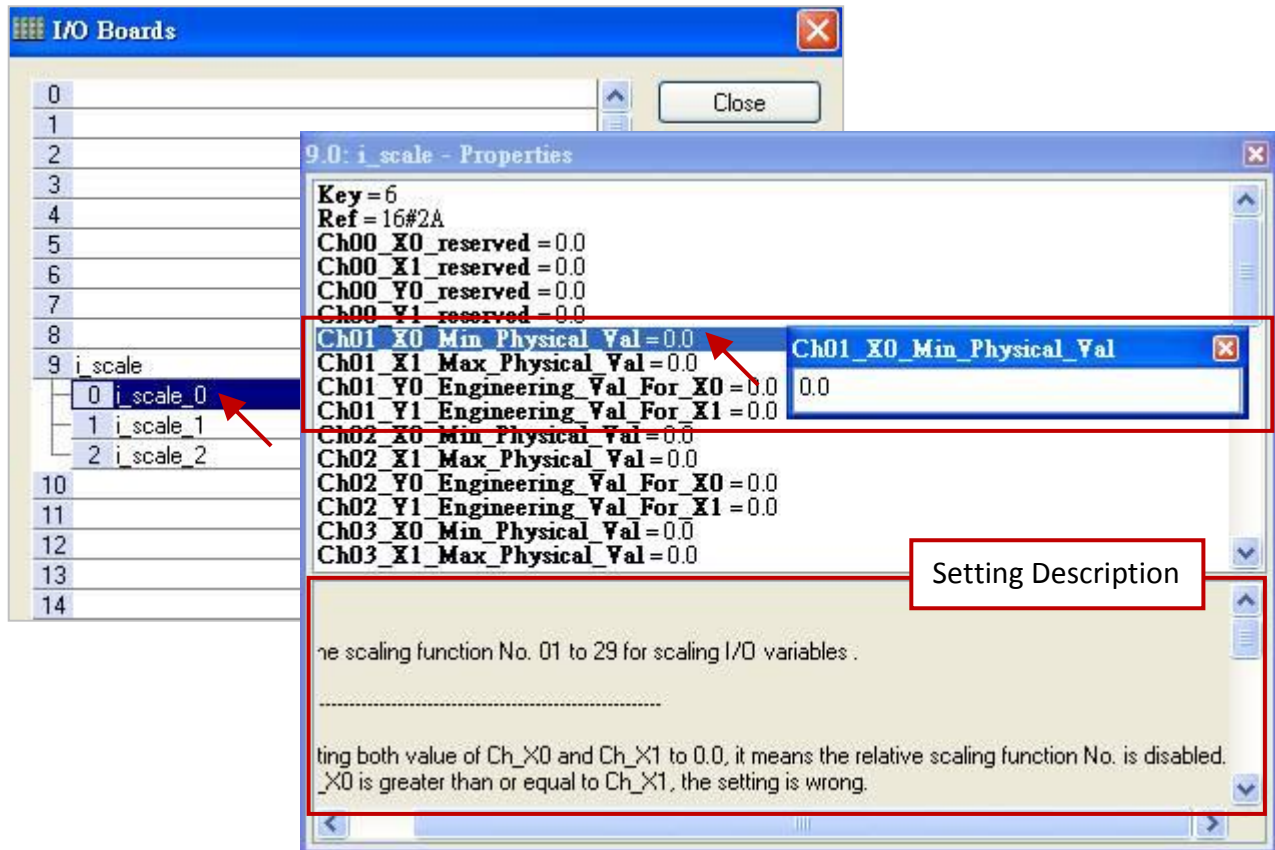 I/O Boards
0
Close
1
2
3
4
5
6
7
8
9 i_scale
0 i_scale_0
1 i_scale_1
2 i_scale_2
10
11
12
13
14
9.0: i_scale - Properties
Key = 6
Ref = 16#2A
Ch00_X0_reserved = 0.0
Ch00_X1_reserved = 0.0
Ch00_Y0_reserved = 0.0
Ch00_Y1_reserved = 0.0
Ch01_X0_Min_Physical_Val = 0.0
Ch01_X1_Max_Physical_Val = 0.0
Ch01_Y0_Engineering_Val_For_X0 = 0.0
Ch01_Y1_Engineering_Val_For_X1 = 0.0
Ch02_X0_Min_Physical_Val = 0.0
Ch02_X1_Max_Physical_Val = 0.0
Ch02_Y0_Engineering_Val_For_X0 = 0.0
Ch02_Y1_Engineering_Val_For_X1 = 0.0
Ch03_X0_Min_Physical_Val = 0.0
Ch03_X1_Max_Physical_Val = 0.0
Ch01_X0_Min_Physical_Val
0.0
Setting Description
he scaling function No. 01 to 29 for scaling I/O variables .
---------------------------------------------------------
ting both value of Ch_X0 and Ch_X1 to 0.0, it means the relative scaling function No. is disabled.
_X0 is greater than or equal to Ch_X1, the setting is wrong.